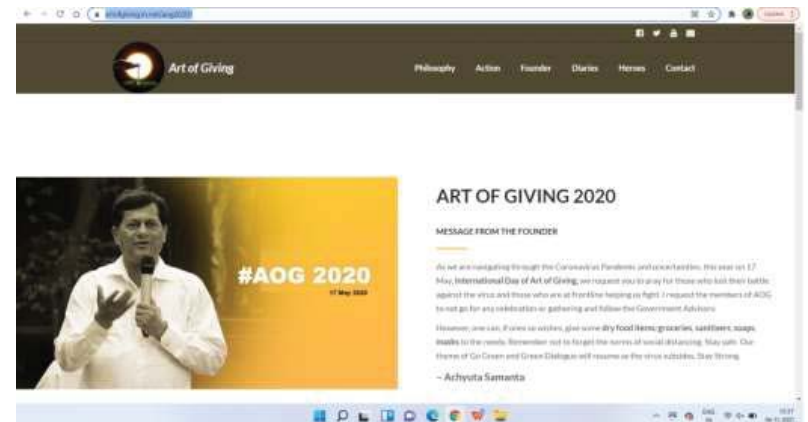 artofgiving.in.net/aog2020/
Art of Giving
Philosophy Action Founder Diaries Heroes Contact
#AOG 2020
17 May 2020
ART OF GIVING 2020
MESSAGE FROM THE FOUNDER
As we are navigating through the Coronavirus Pandemic and uncertainties, this year on 17
May, International Day of Art of Giving, we request you to pray for those who lost their battle
against the virus and those who are at frontline helping us fight. I request the members of AOG
to not go for any celebration or gathering and follow the Government Advisory.
However, one can, if ones so wishes, give some dry food items, groceries, sanitisers, soaps,
masks to the needy. Remember not to forget the norms of social distancing. Stay safe. Our
theme of Go Green and Green Dialogue will resume as the virus subsides. Stay Strong.
– Achyuta Samanta
ENG